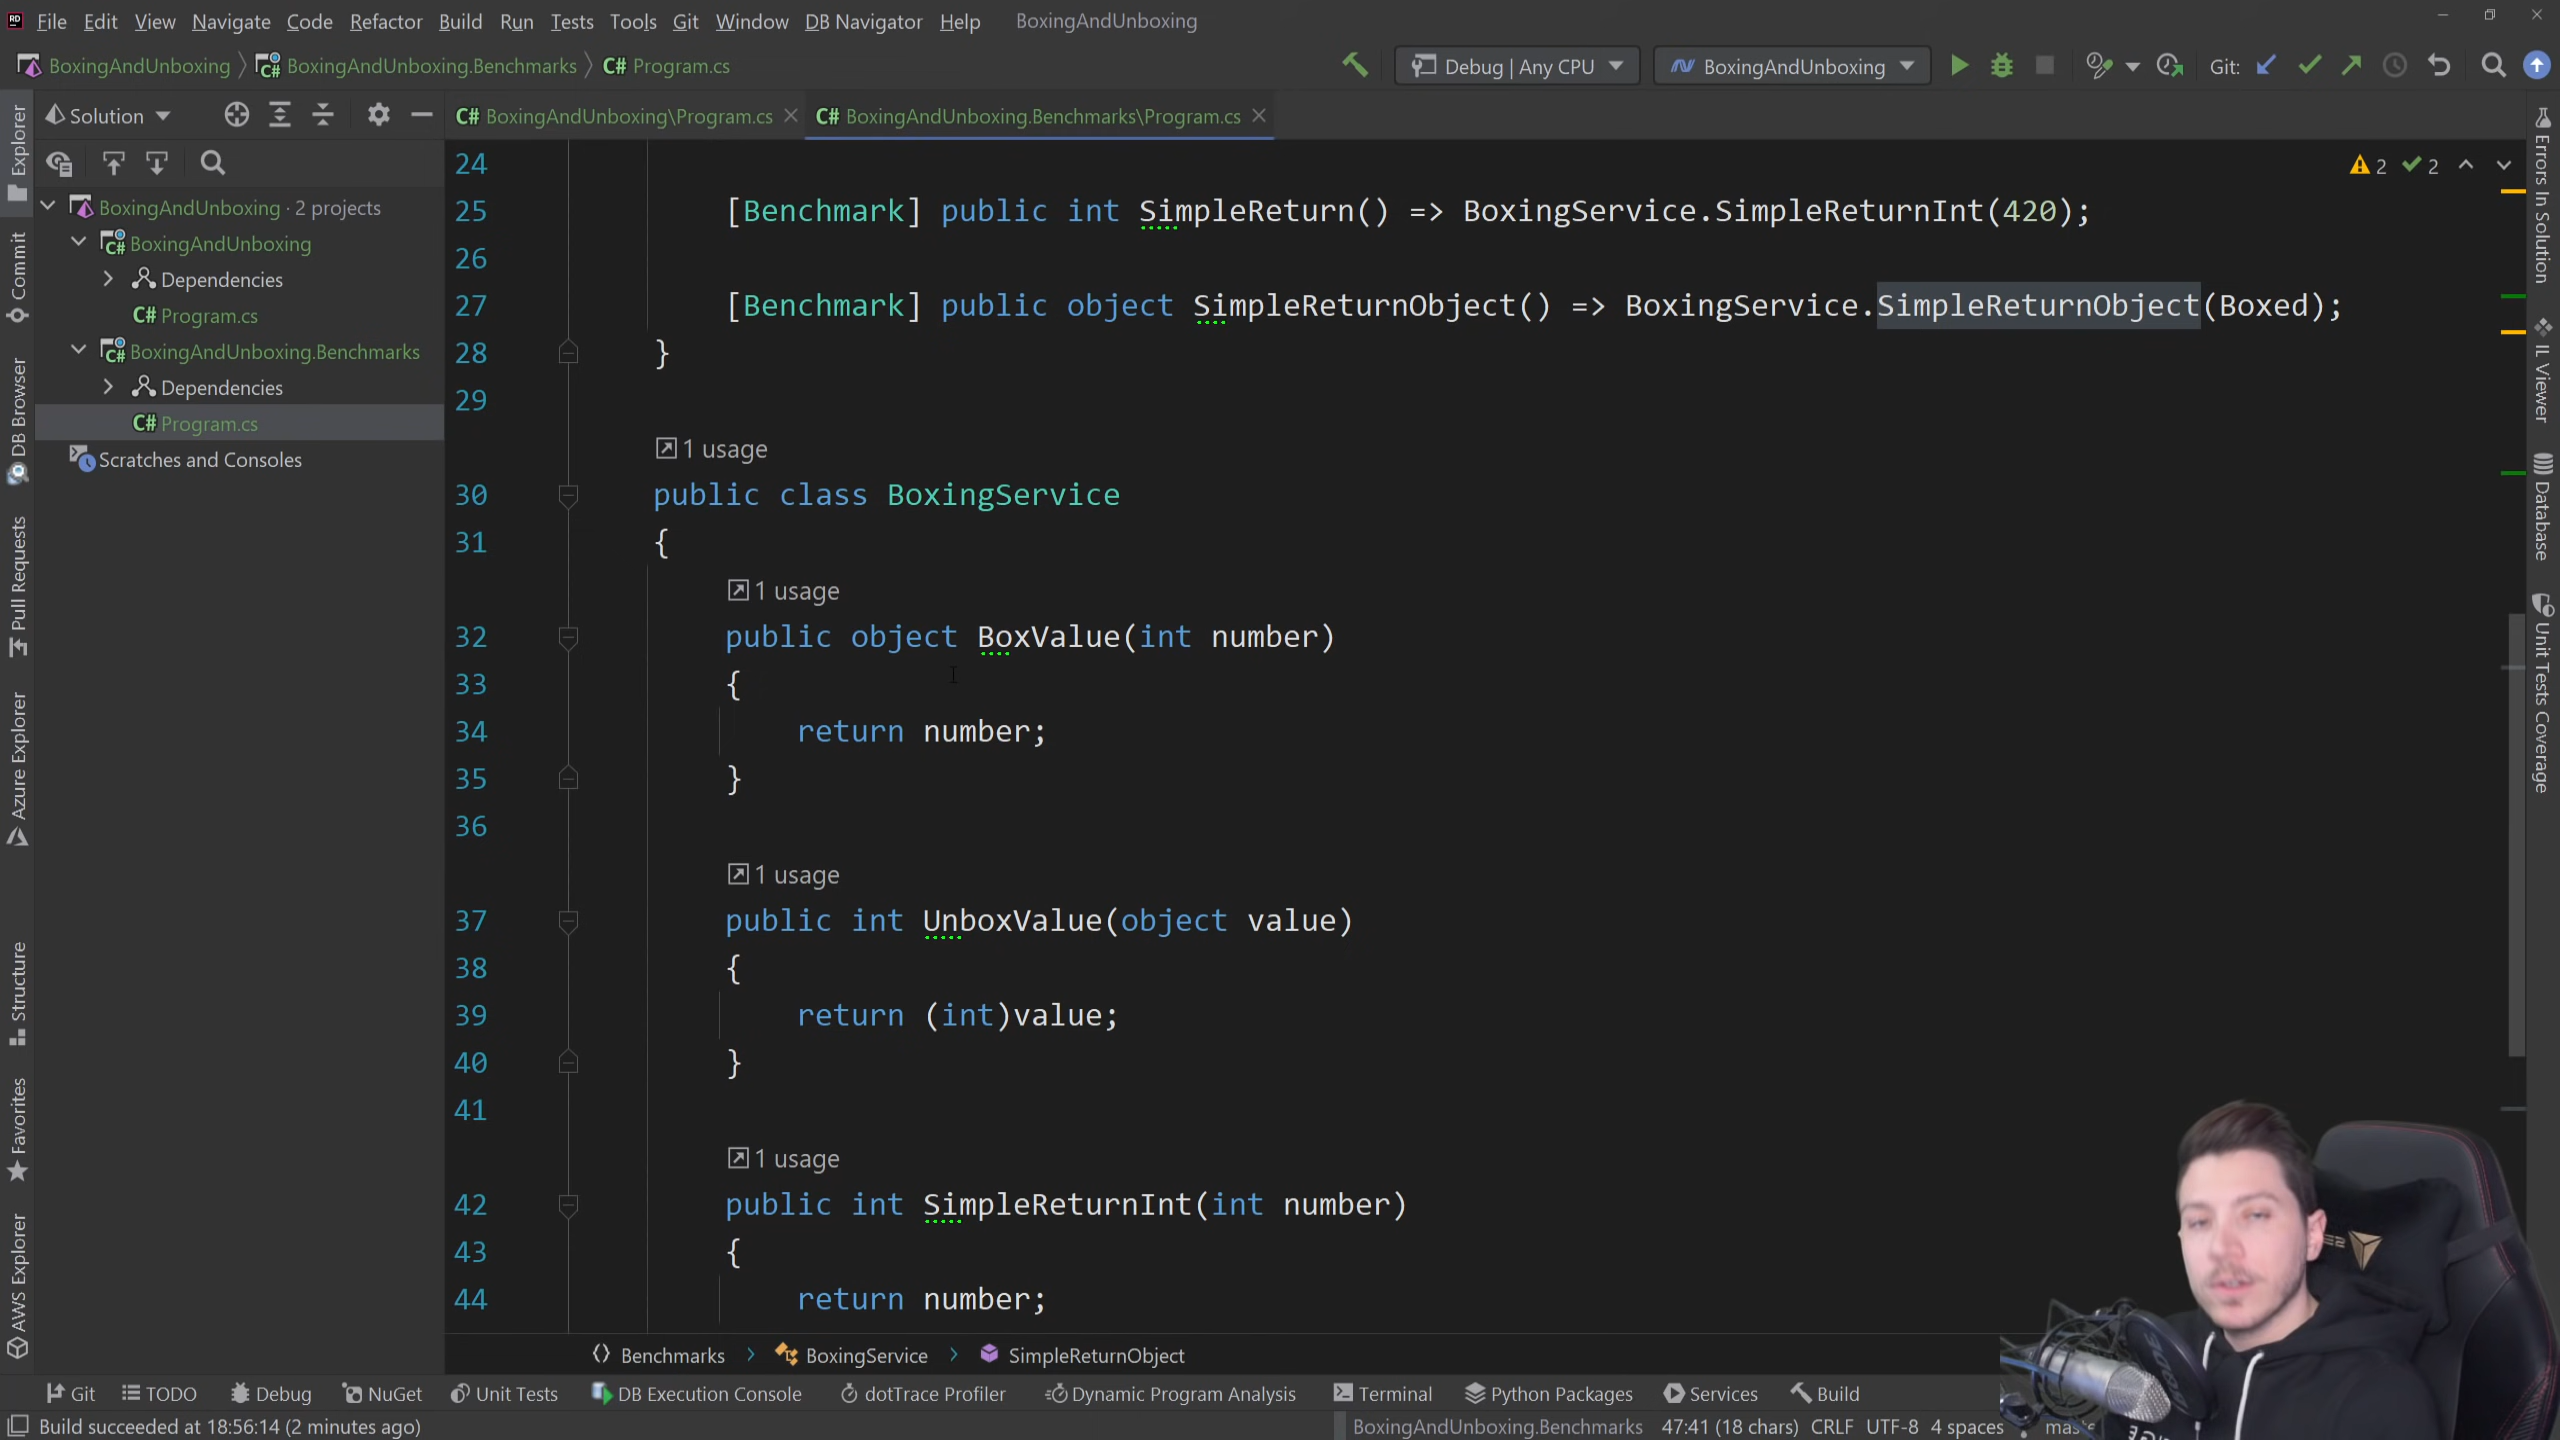 File Edit View Navigate Code Refactor Build Run Tests Tools Git Window DB Navigator Help BoxingAndUnboxing
BoxingAndUnboxing BoxingAndUnboxing.Benchmarks C# Program.cs Debug | Any CPU BoxingAndUnboxing Git:
Solution
C# BoxingAndUnboxing\Program.cs C# BoxingAndUnboxing.Benchmarks\Program.cs
BoxingAndUnboxing · 2 projects
C# BoxingAndUnboxing
Dependencies
C# Program.cs
C# BoxingAndUnboxing.Benchmarks
Dependencies
C# Program.cs
Scratches and Consoles
Explorer
Commit
DB Browser
Pull Requests
Azure Explorer
Structure
Favorites
AWS Explorer
2 2
24
25 [Benchmark] public int SimpleReturn() => BoxingService.SimpleReturnInt(420);
26
27 [Benchmark] public object SimpleReturnObject() => BoxingService.SimpleReturnObject(Boxed);
28 }
29
1 usage
30 public class BoxingService
31 {
1 usage
32 public object BoxValue(int number)
33 {
34 return number;
35 }
36
1 usage
37 public int UnboxValue(object value)
38 {
39 return (int)value;
40 }
41
1 usage
42 public int SimpleReturnInt(int number)
43 {
44 return number;
Errors In Solution
IL Viewer
Database
Unit Tests Coverage
Benchmarks BoxingService SimpleReturnObject
Git TODO Debug NuGet Unit Tests DB Execution Console dotTrace Profiler Dynamic Program Analysis Terminal Python Packages Services Build
Build succeeded at 18:56:14 (2 minutes ago) BoxingAndUnboxing.Benchmarks 47:41 (18 chars) CRLF UTF-8 4 spaces